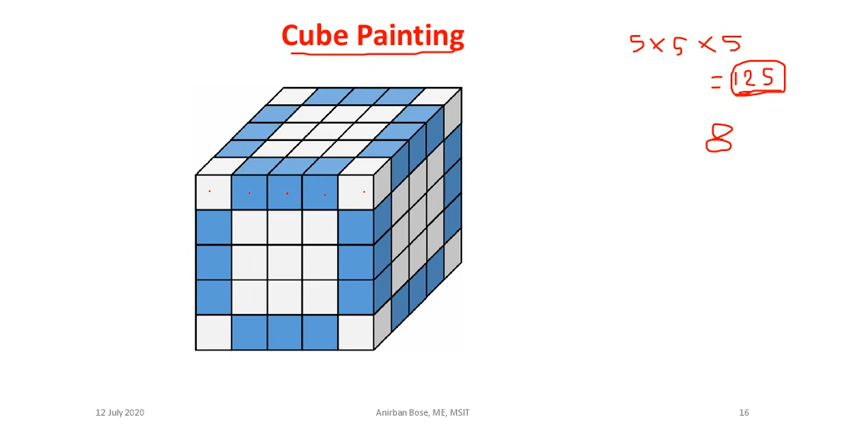 Cube Painting
5 × 5 × 5
= 125
8
12 July 2020
Anirban Bose, ME, MSIT
16